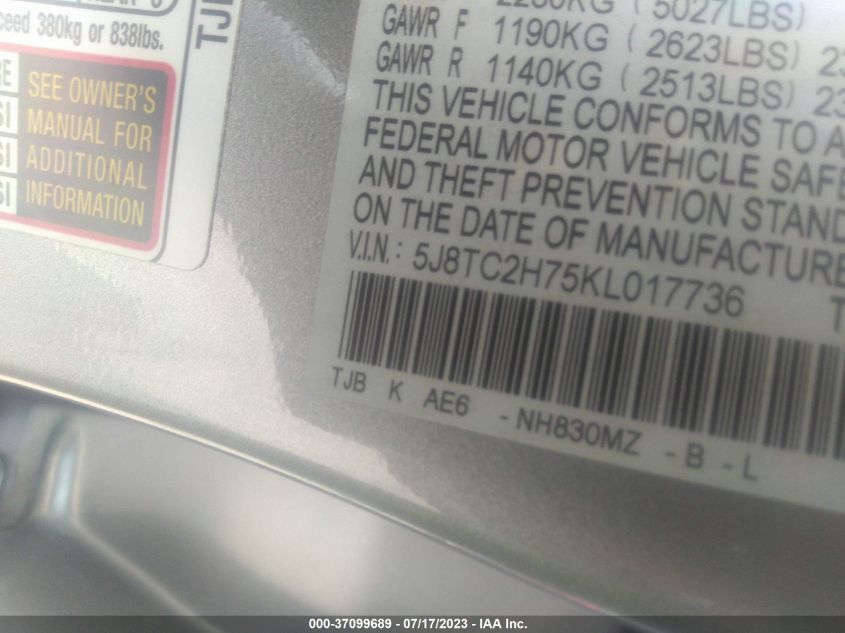 ceed 380kg or 838lbs.
SEE OWNER'S
MANUAL FOR
ADDITIONAL
INFORMATION
(5027LBS)
GAWR F 1190KG (2623LBS)
GAWR R 1140KG (2513LBS)
THIS VEHICLE CONFORMS TO A
FEDERAL MOTOR VEHICLE SAFE
AND THEFT PREVENTION STAND
ON THE DATE OF MANUFACTURE
V.I.N.: 5J8TC2H75KL017736
TJB K AE6 -NH830MZ -B -L
000-37099689 - 07/17/2023 - IAA Inc.